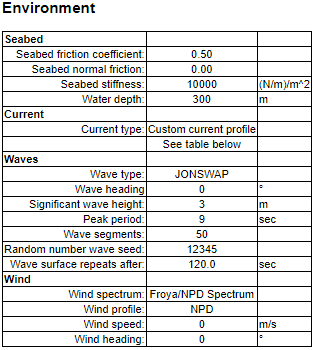 Environment
Seabed
Seabed friction coefficient: 0.50
Seabed normal friction: 0.00
Seabed stiffness: 10000 (N/m)/m^2
Water depth: 300 m
Current
Current type: Custom current profile
See table below
Waves
Wave type: JONSWAP
Wave heading 0 °
Significant wave height: 3 m
Peak period: 9 sec
Wave segments: 50
Random number wave seed: 12345
Wave surface repeats after: 120.0 sec
Wind
Wind spectrum: Froya/NPD Spectrum
Wind profile: NPD
Wind speed: 0 m/s
Wind heading: 0 °